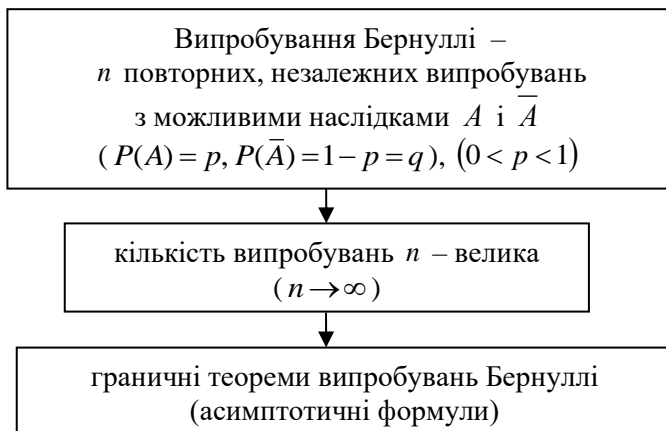 Випробування Бернуллі –
n повторних, незалежних випробувань
з можливими наслідками A і A̅
( P(A) = p, P(A̅) = 1 − p = q ), (0 < p < 1)
кількість випробувань n – велика
( n → ∞ )
граничні теореми випробувань Бернуллі
(асимптотичні формули)